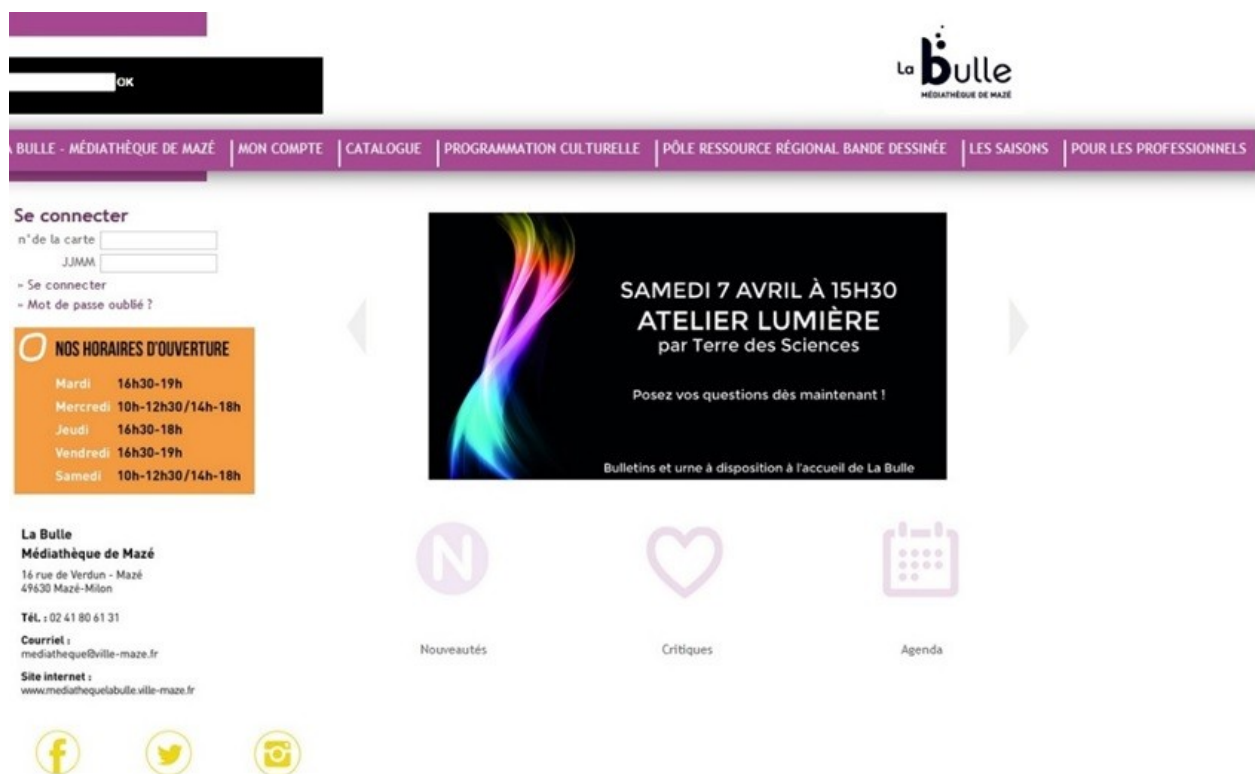 OK
La bulle
MÉDIATHÈQUE DE MAZÉ
BULLE - MÉDIATHÈQUE DE MAZÉ
MON COMPTE
CATALOGUE
PROGRAMMATION CULTURELLE
PÔLE RESSOURCE RÉGIONAL BANDE DESSINÉE
LES SAISONS
POUR LES PROFESSIONNELS
Se connecter
n°de la carte
JJMM
» Se connecter
» Mot de passe oublié ?
NOS HORAIRES D'OUVERTURE
Mardi 16h30-19h
Mercredi 10h-12h30/14h-18h
Jeudi 16h30-18h
Vendredi 16h30-19h
Samedi 10h-12h30/14h-18h
La Bulle
Médiathèque de Mazé
16 rue de Verdun - Mazé
49630 Mazé-Milon
Tél. : 02 41 80 61 31
Courriel :
mediatheque@ville-maze.fr
Site internet :
www.mediathequelabulle.ville-maze.fr
SAMEDI 7 AVRIL À 15H30
ATELIER LUMIÈRE
par Terre des Sciences
Posez vos questions dès maintenant !
Bulletins et urne à disposition à l'accueil de La Bulle
N
Nouveautés
Critiques
Agenda